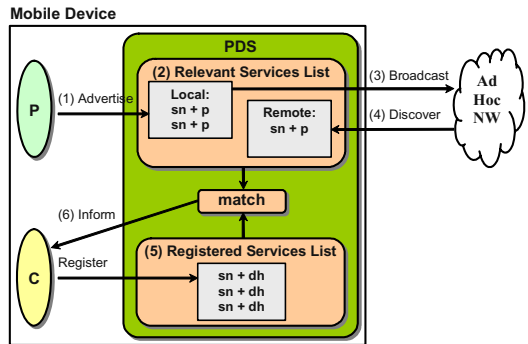 Mobile Device
PDS
(2) Relevant Services List
(3) Broadcast
(1) Advertise
P
Local:
sn + p
sn + p
Remote:
sn + p
(4) Discover
Ad
Hoc
NW
match
(6) Inform
(5) Registered Services List
C
Register
sn + dh
sn + dh
sn + dh